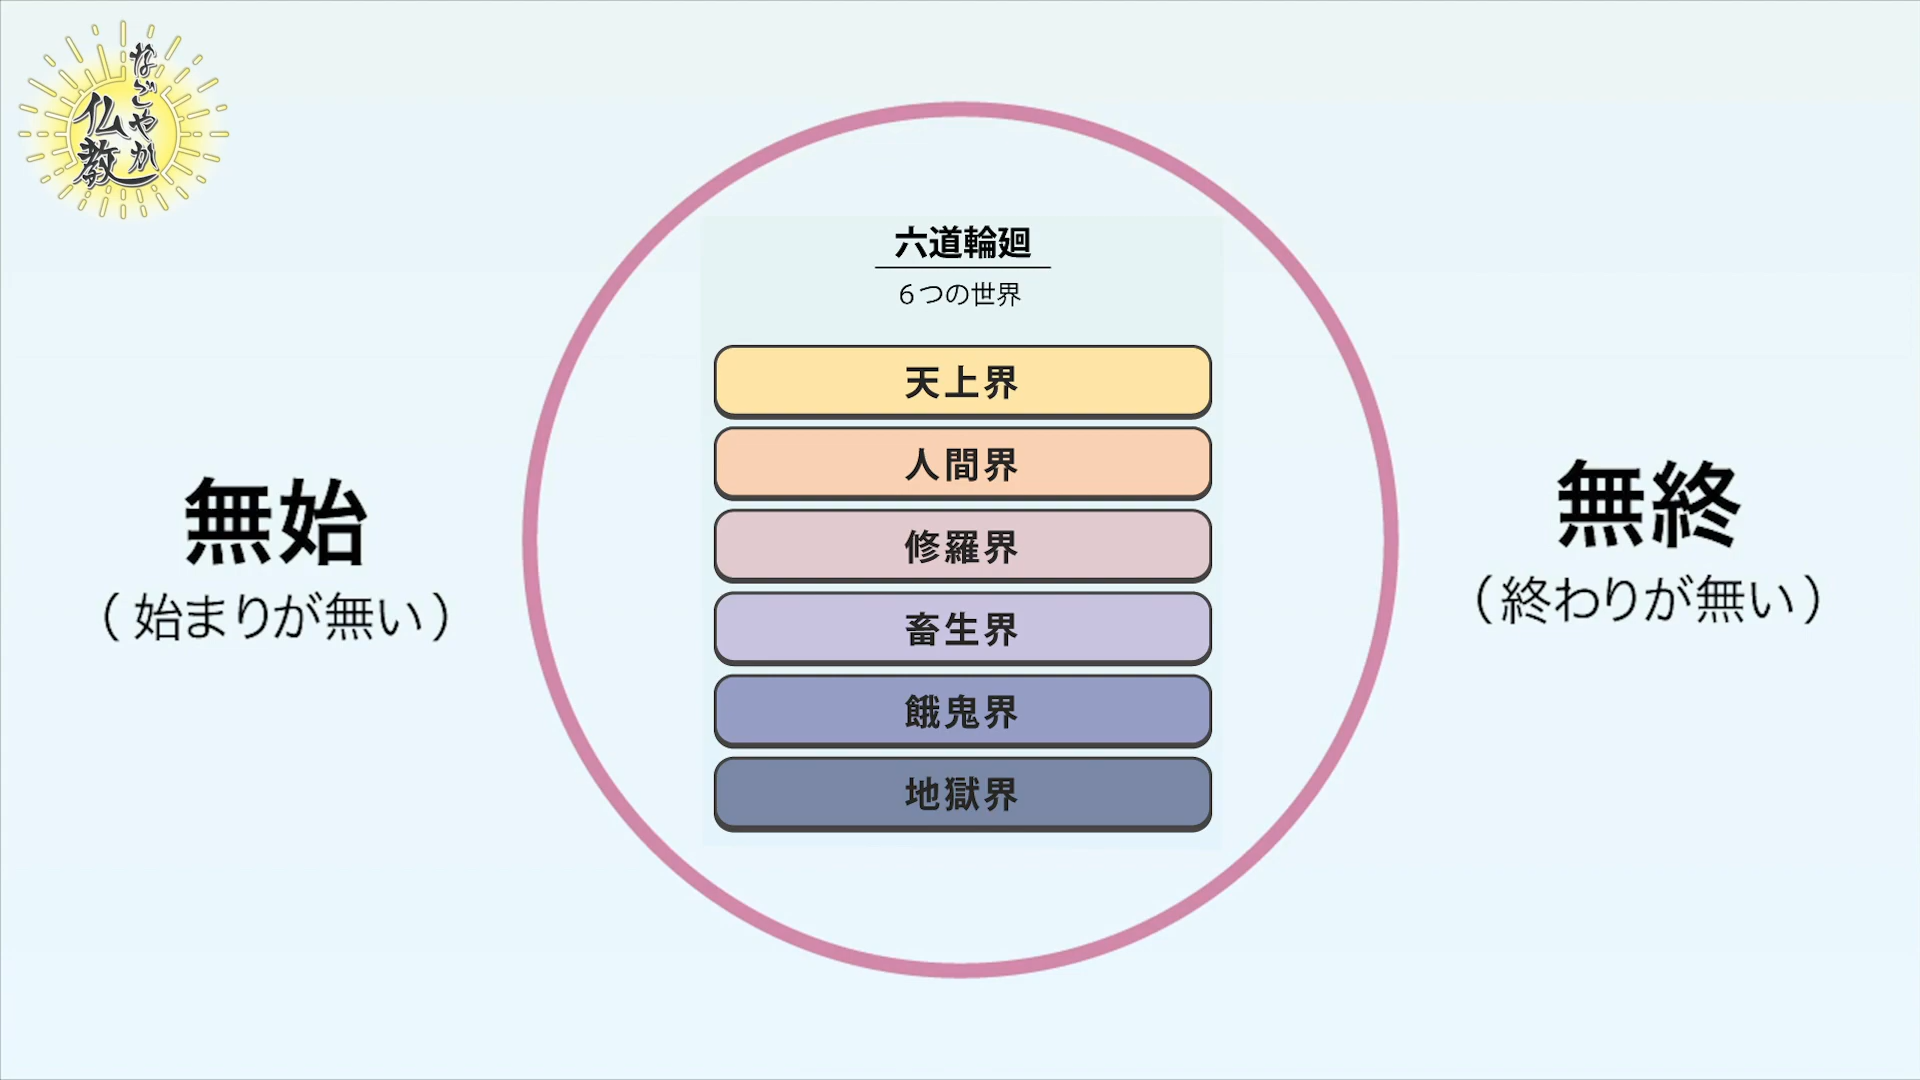 なごやか
仏教
六道輪廻
6つの世界
天上界
人間界
修羅界
畜生界
餓鬼界
地獄界
無始
（始まりが無い）
無終
（終わりが無い）